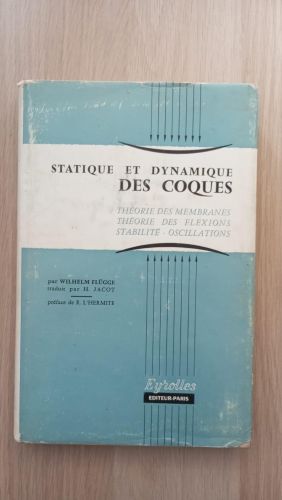 STATIQUE ET DYNAMIQUE
DES COQUES
THÉORIE DES MEMBRANES
THÉORIE DES FLEXIONS
STABILITÉ - OSCILLATIONS
par WILHELM FLÜGGE
traduit par H. JACOT
préface de R. L'HERMITE
Eyrolles
EDITEUR-PARIS